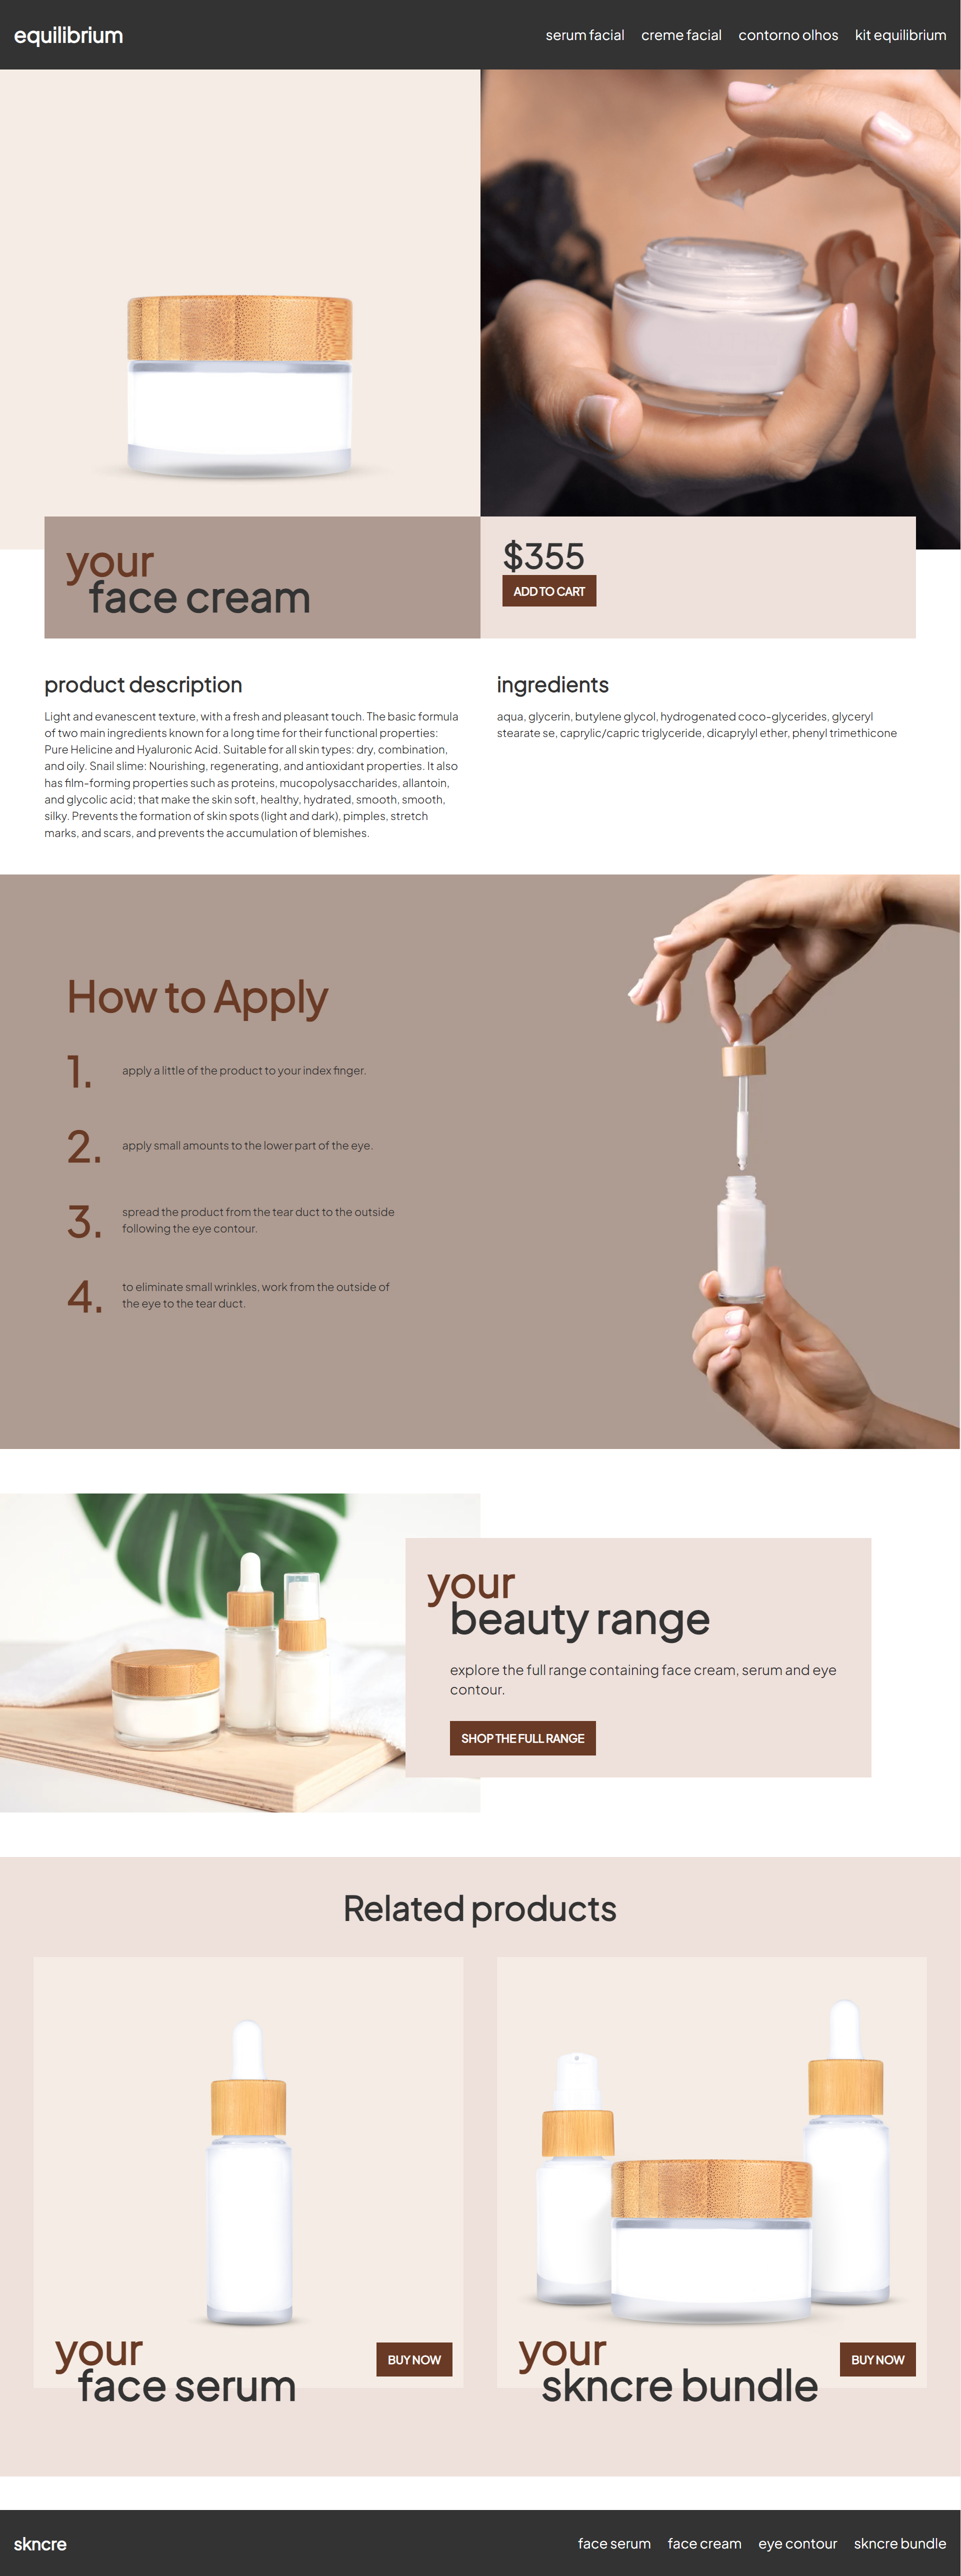 equilibrium
serum facial creme facial contorno olhos kit equilibrium
your
face cream
$355
ADD TO CART
product description
Light and evanescent texture, with a fresh and pleasant touch. The basic formula
of two main ingredients known for a long time for their functional properties:
Pure Helicine and Hyaluronic Acid. Suitable for all skin types: dry, combination,
and oily. Snail slime: Nourishing, regenerating, and antioxidant properties. It also
has film-forming properties such as proteins, mucopolysaccharides, allantoin,
and glycolic acid; that make the skin soft, healthy, hydrated, smooth, smooth,
silky. Prevents the formation of skin spots (light and dark), pimples, stretch
marks, and scars, and prevents the accumulation of blemishes.
ingredients
aqua, glycerin, butylene glycol, hydrogenated coco-glycerides, glyceryl
stearate se, caprylic/capric triglyceride, dicaprylyl ether, phenyl trimethicone
How to Apply
1. apply a little of the product to your index finger.
2. apply small amounts to the lower part of the eye.
3. spread the product from the tear duct to the outside
following the eye contour.
4. to eliminate small wrinkles, work from the outside of
the eye to the tear duct.
your
beauty range
explore the full range containing face cream, serum and eye
contour.
SHOP THE FULL RANGE
Related products
your
face serum
BUY NOW
your
skncre bundle
BUY NOW
skncre
face serum face cream eye contour skncre bundle